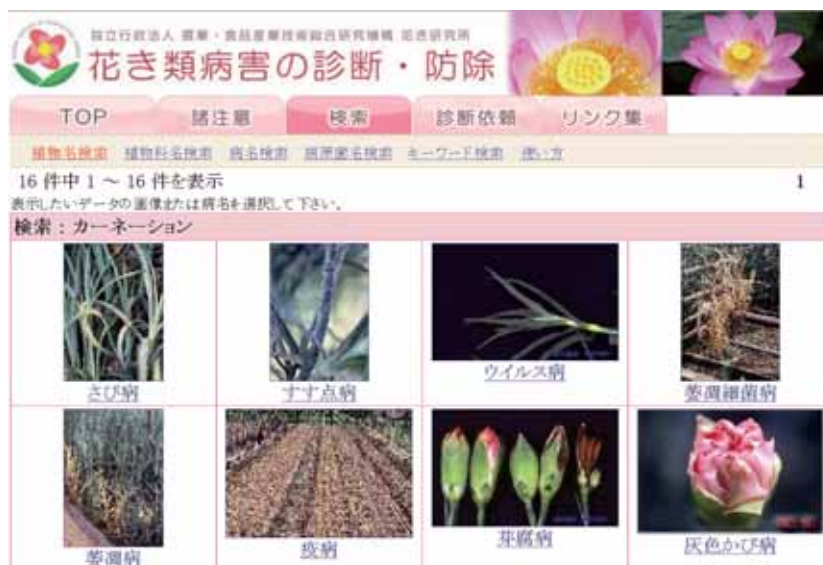 独立行政法人 農業・食品産業技術総合研究機構 花き研究所
花き類病害の診断・防除
TOP 諸注意 検索 診断依頼 リンク集
植物名検索 植物科名検索 病名検索 病原菌名検索 キーワード検索 使い方
16 件中 1 ～ 16 件を表示 1
表示したいデータの画像または病名を選択して下さい。
検索：カーネーション
さび病 すす点病 ウイルス病 萎凋細菌病
萎凋病 疫病 芽腐病 灰色かび病